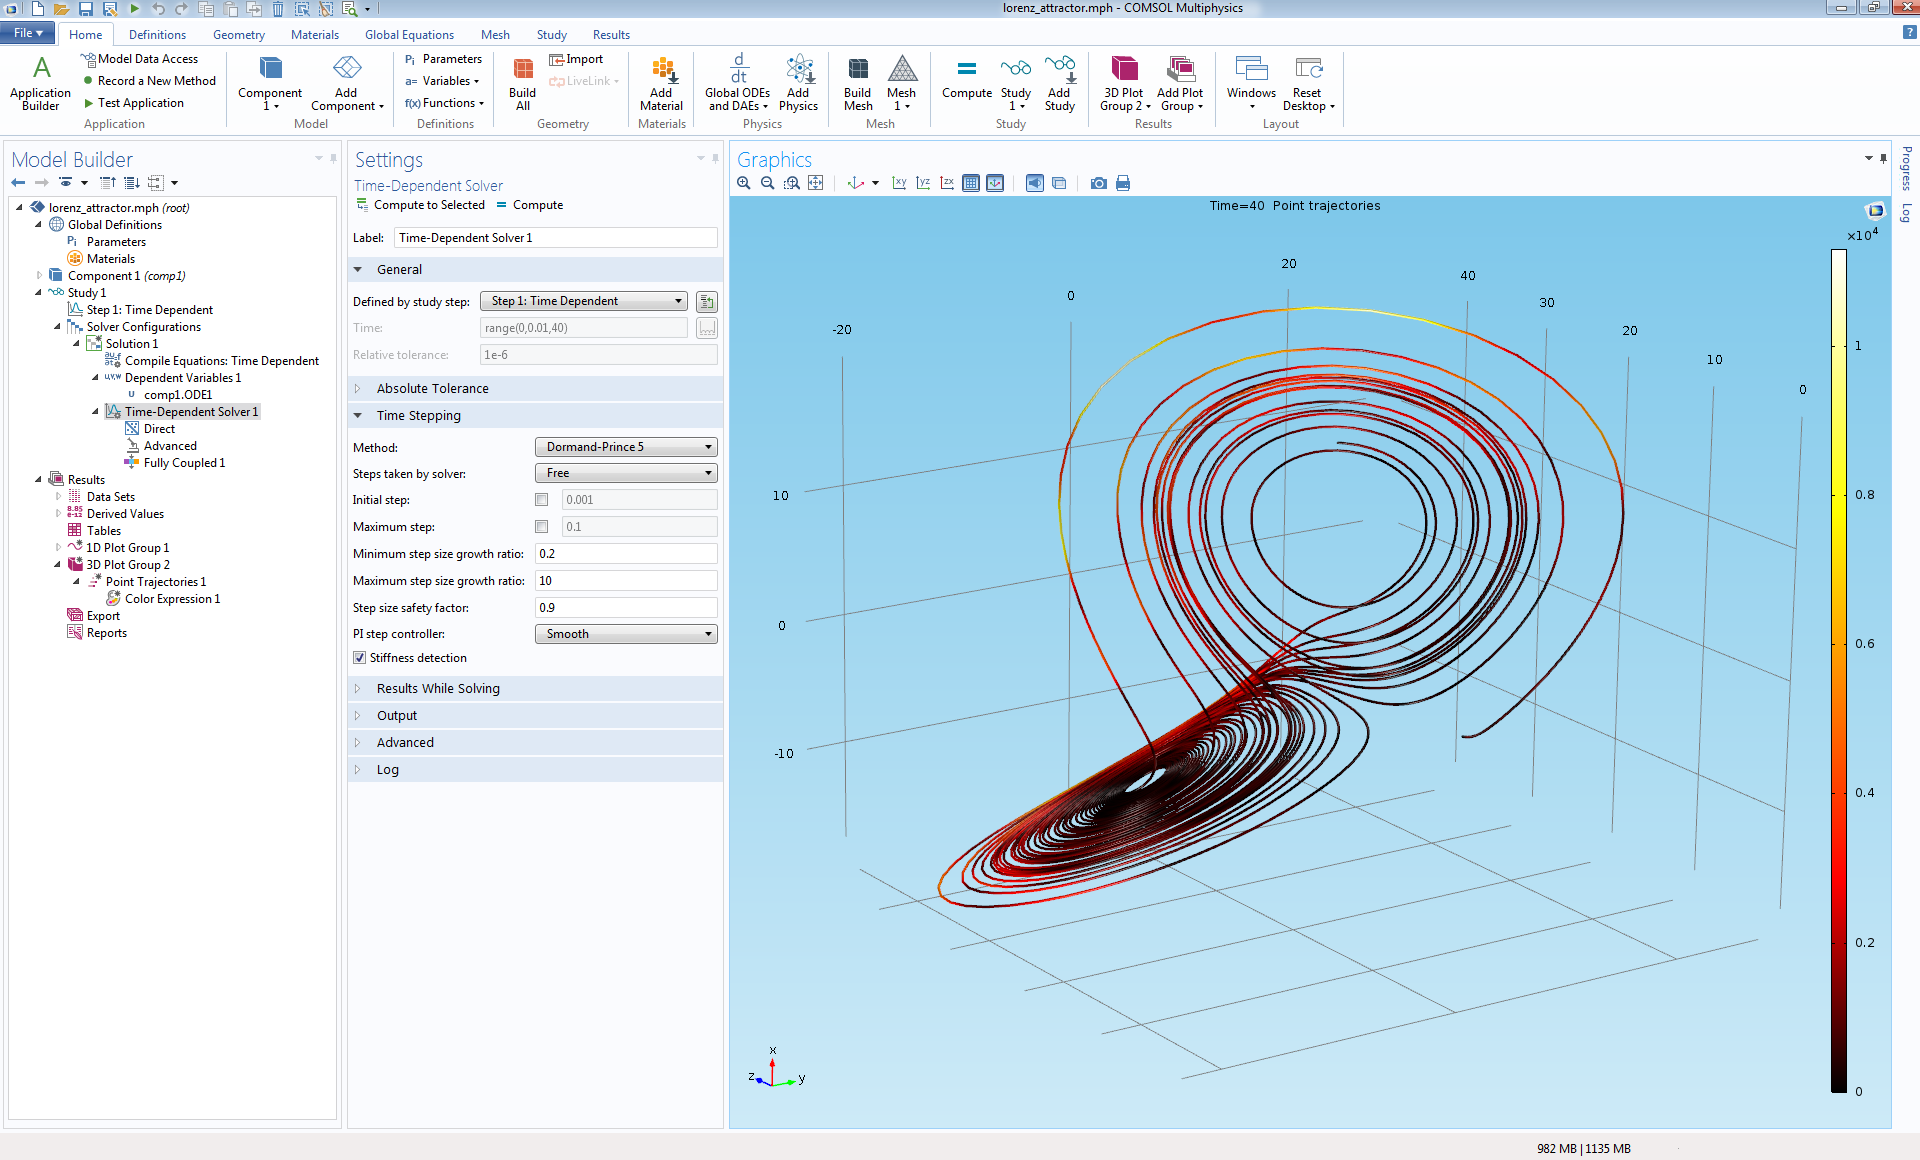 lorenz_attractor.mph - COMSOL Multiphysics
File
Home
Definitions
Geometry
Materials
Global Equations
Mesh
Study
Results
?
Application Builder
Model Data Access
Record a New Method
Test Application
Application
Component 1
Add Component
Model
Pi Parameters
a= Variables
f(x) Functions
Definitions
Build All
Import
LiveLink
Geometry
Add Material
Materials
d
dt
Global ODEs and DAEs
Add Physics
Physics
Build Mesh
Mesh 1
Mesh
Compute
Study 1
Add Study
Study
3D Plot Group 2
Add Plot Group
Results
Windows
Reset Desktop
Layout
Model Builder
lorenz_attractor.mph (root)
Global Definitions
Pi Parameters
Materials
Component 1 (comp1)
Study 1
Step 1: Time Dependent
Solver Configurations
Solution 1
Compile Equations: Time Dependent
u,v,w Dependent Variables 1
u comp1.ODE1
Time-Dependent Solver 1
Direct
Advanced
Fully Coupled 1
Results
Data Sets
8.85 e-12 Derived Values
Tables
1D Plot Group 1
3D Plot Group 2
Point Trajectories 1
Color Expression 1
Export
Reports
Settings
Time-Dependent Solver
Compute to Selected
= Compute
Label: Time-Dependent Solver 1
General
Defined by study step: Step 1: Time Dependent
Time: range(0,0.01,40)
Relative tolerance: 1e-6
Absolute Tolerance
Time Stepping
Method: Dormand-Prince 5
Steps taken by solver: Free
Initial step: 0.001
Maximum step: 0.1
Minimum step size growth ratio: 0.2
Maximum step size growth ratio: 10
Step size safety factor: 0.9
PI step controller: Smooth
Stiffness detection
Results While Solving
Output
Advanced
Log
Graphics
xy
yz
zx
Time=40 Point trajectories
×10⁴
20
40
0
30
-20
20
10
0
10
0
-10
1
0.8
0.6
0.4
0.2
0
x
z
y
Progress
Log
982 MB | 1135 MB